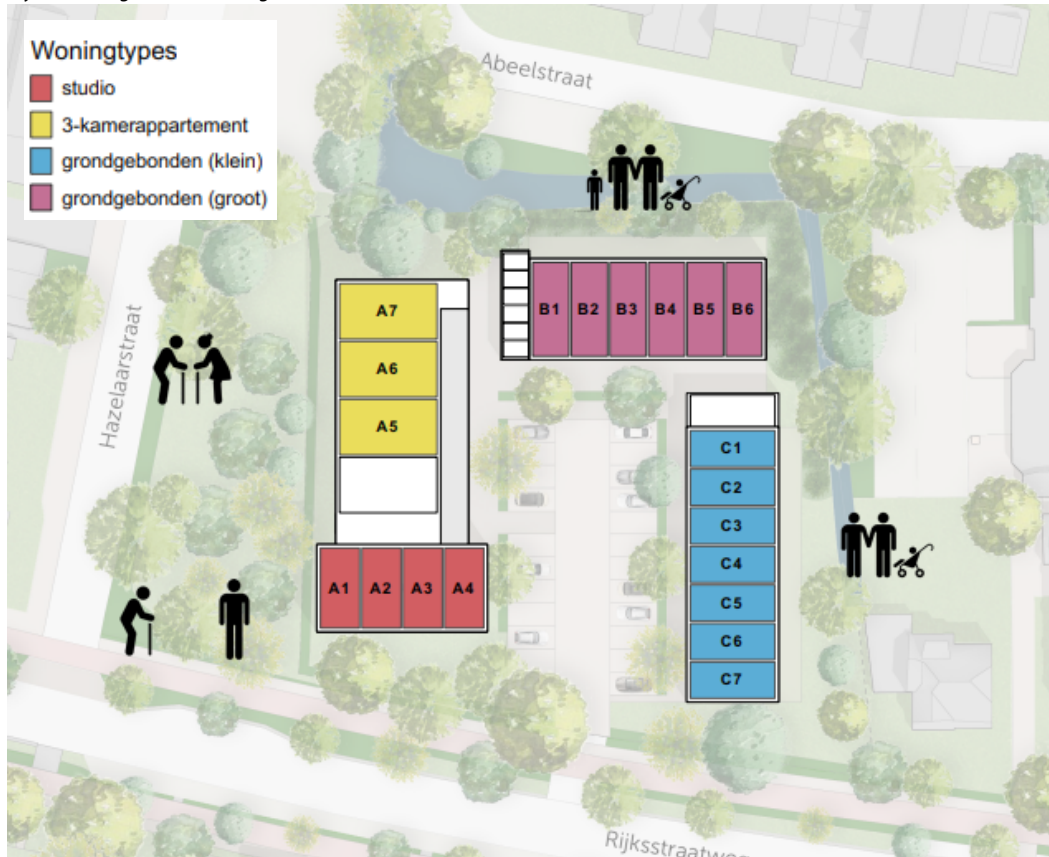 Woningtypes
studio
3-kamerappartement
grondgebonden (klein)
grondgebonden (groot)
Abeelstraat
Hazelaarstraat
A7
A6
A5
A1 A2 A3 A4
B1 B2 B3 B4 B5 B6
C1
C2
C3
C4
C5
C6
C7